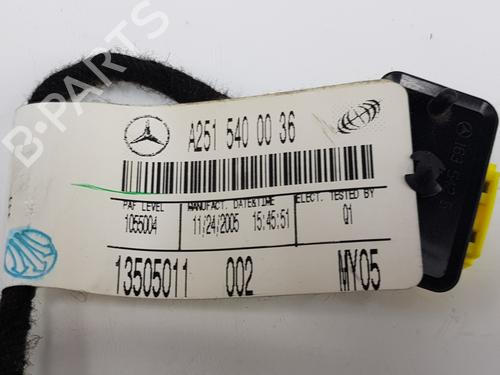 B-PARTS
A251 540 00 36
PAF LEVEL MANUFACT. DATE&TIME ELECT. TESTED BY
1055004 11/24/2005 15:45:51 01
13505011 002 MY05